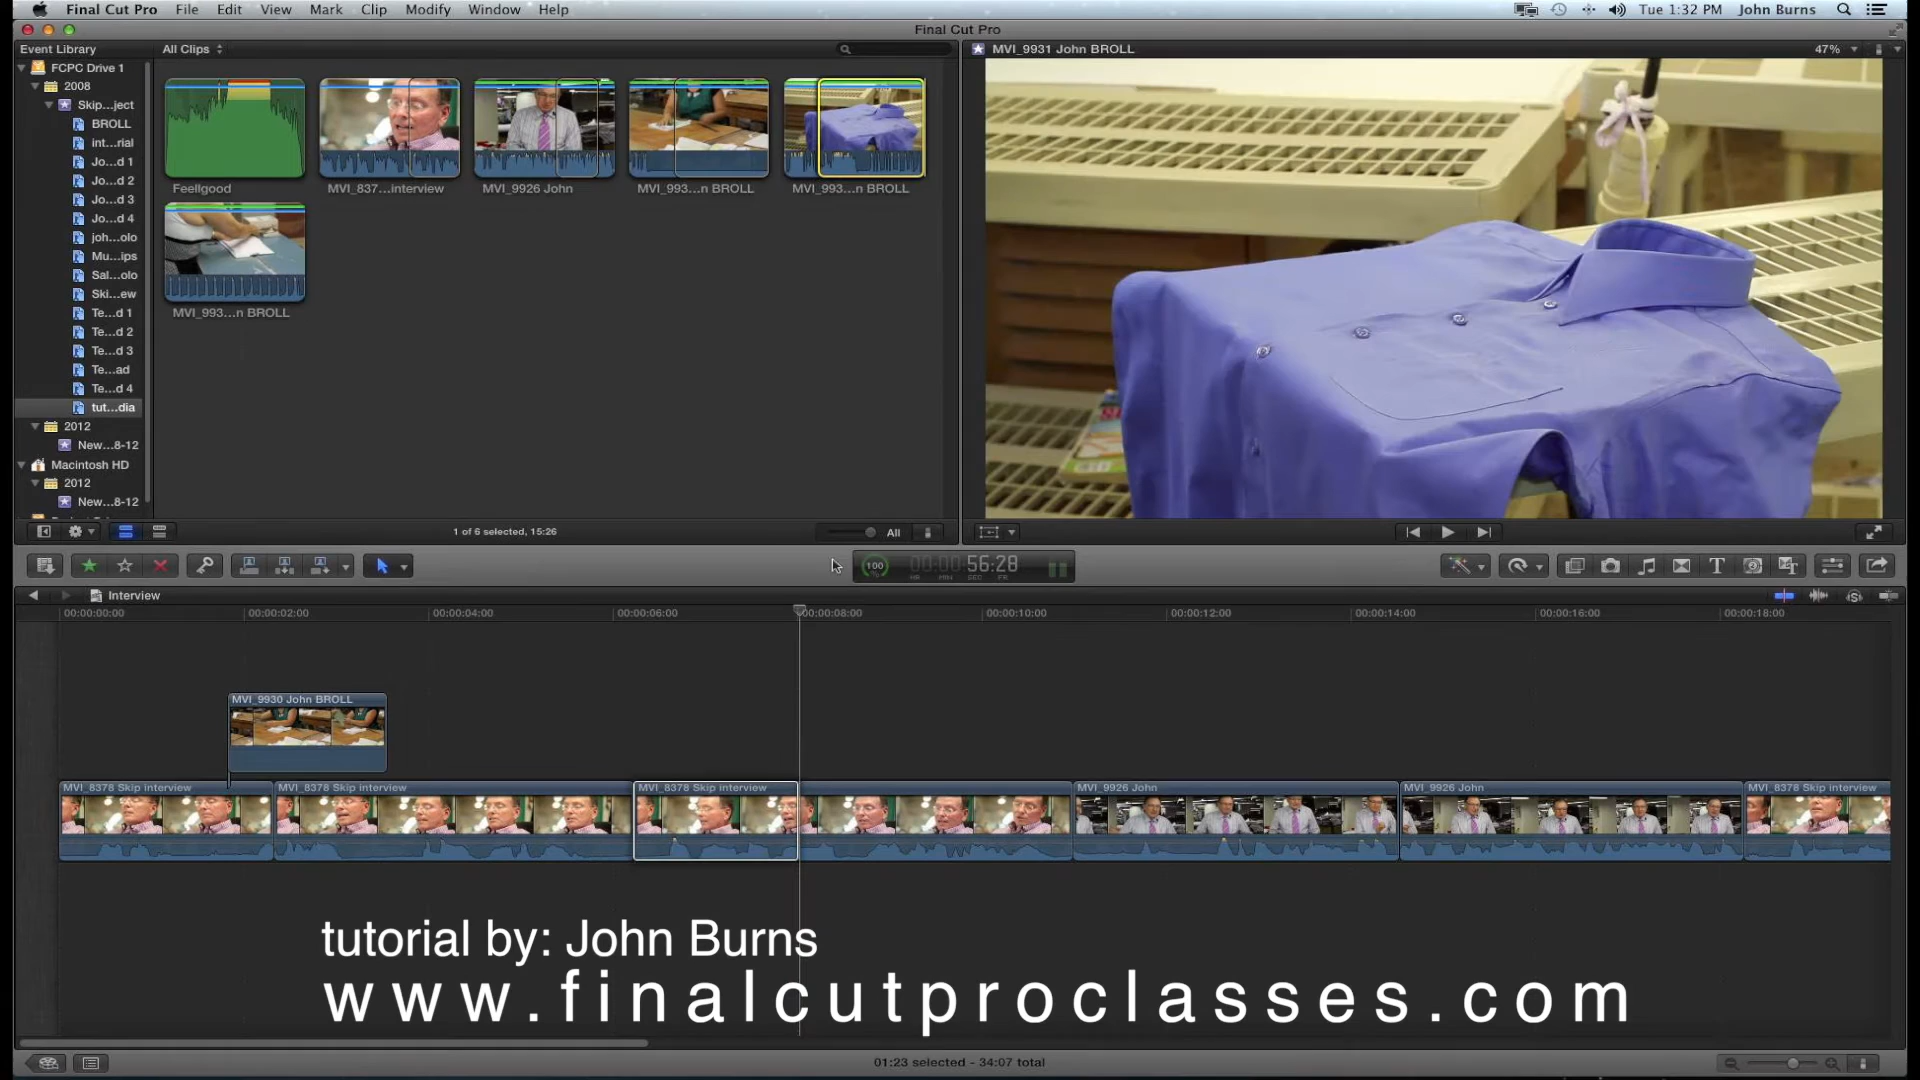 Final Cut Pro File Edit View Mark Clip Modify Window Help Tue 1:32 PM John Burns
Final Cut Pro
Event Library All Clips
MVI_9931 John BROLL 47%
FCPC Drive 1
2008
Skip...ject
BROLL
int...rial
Jo...d 1
Jo...d 2
Jo...d 3
Jo...d 4
joh...olo
Mu...ips
Sal...olo
Ski...ew
Te...d 1
Te...d 2
Te...d 3
Te...ad
Te...d 4
tut...dia
2012
New...8-12
Macintosh HD
2012
New...8-12
Feellgood
MVI_837...interview
MVI_9926 John
MVI_993...n BROLL
MVI_993...n BROLL
MVI_993...n BROLL
1 of 6 selected, 15:26
All
100 %
00:00:56:28
HR MIN SEC FR
Interview
00:00:00:00 00:00:02:00 00:00:04:00 00:00:06:00 00:00:08:00 00:00:10:00 00:00:12:00 00:00:14:00 00:00:16:00 00:00:18:00
MVI_9930 John BROLL
MVI_8378 Skip interview MVI_8378 Skip interview MVI_8378 Skip interview MVI_9926 John MVI_9926 John MVI_8378 Skip interview
tutorial by: John Burns
www.finalcutproclasses.com
01:23 selected - 34:07 total